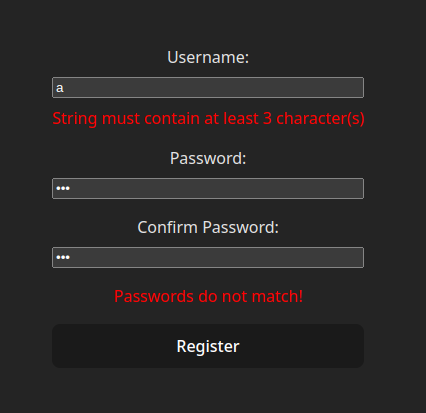 Username:
a
String must contain at least 3 character(s)
Password:
•••
Confirm Password:
•••
Passwords do not match!
Register